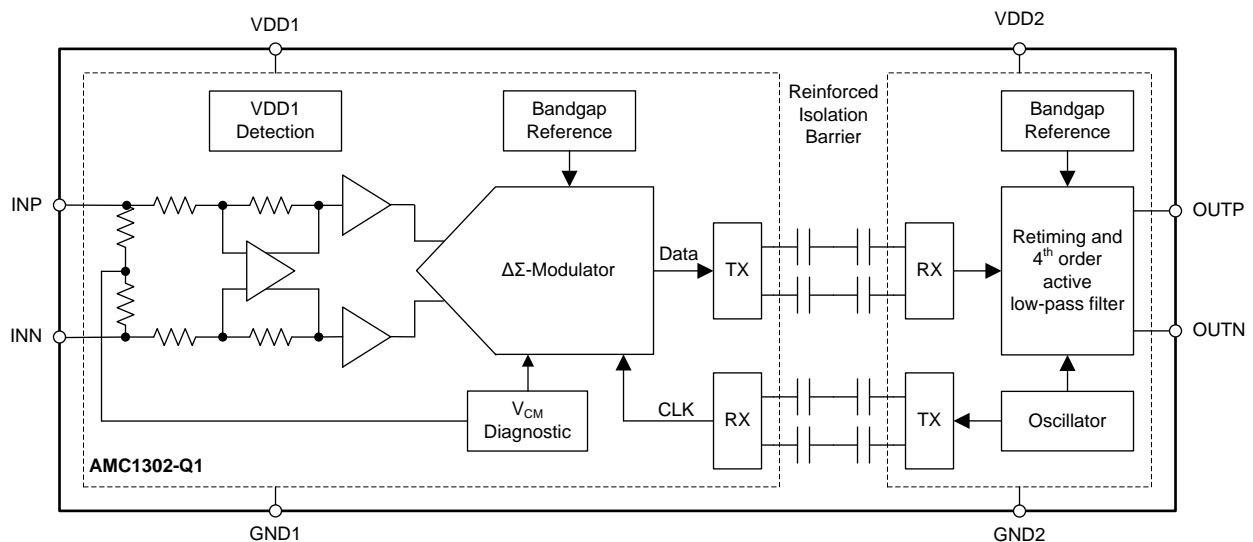 VDD1
VDD2
VDD1
Detection
Bandgap
Reference
Reinforced
Isolation
Barrier
Bandgap
Reference
INP
OUTP
ΔΣ-Modulator
Data
TX
RX
Retiming and
4th order
active
low-pass filter
INN
OUTN
VCM
Diagnostic
CLK
RX
TX
Oscillator
AMC1302-Q1
GND1
GND2